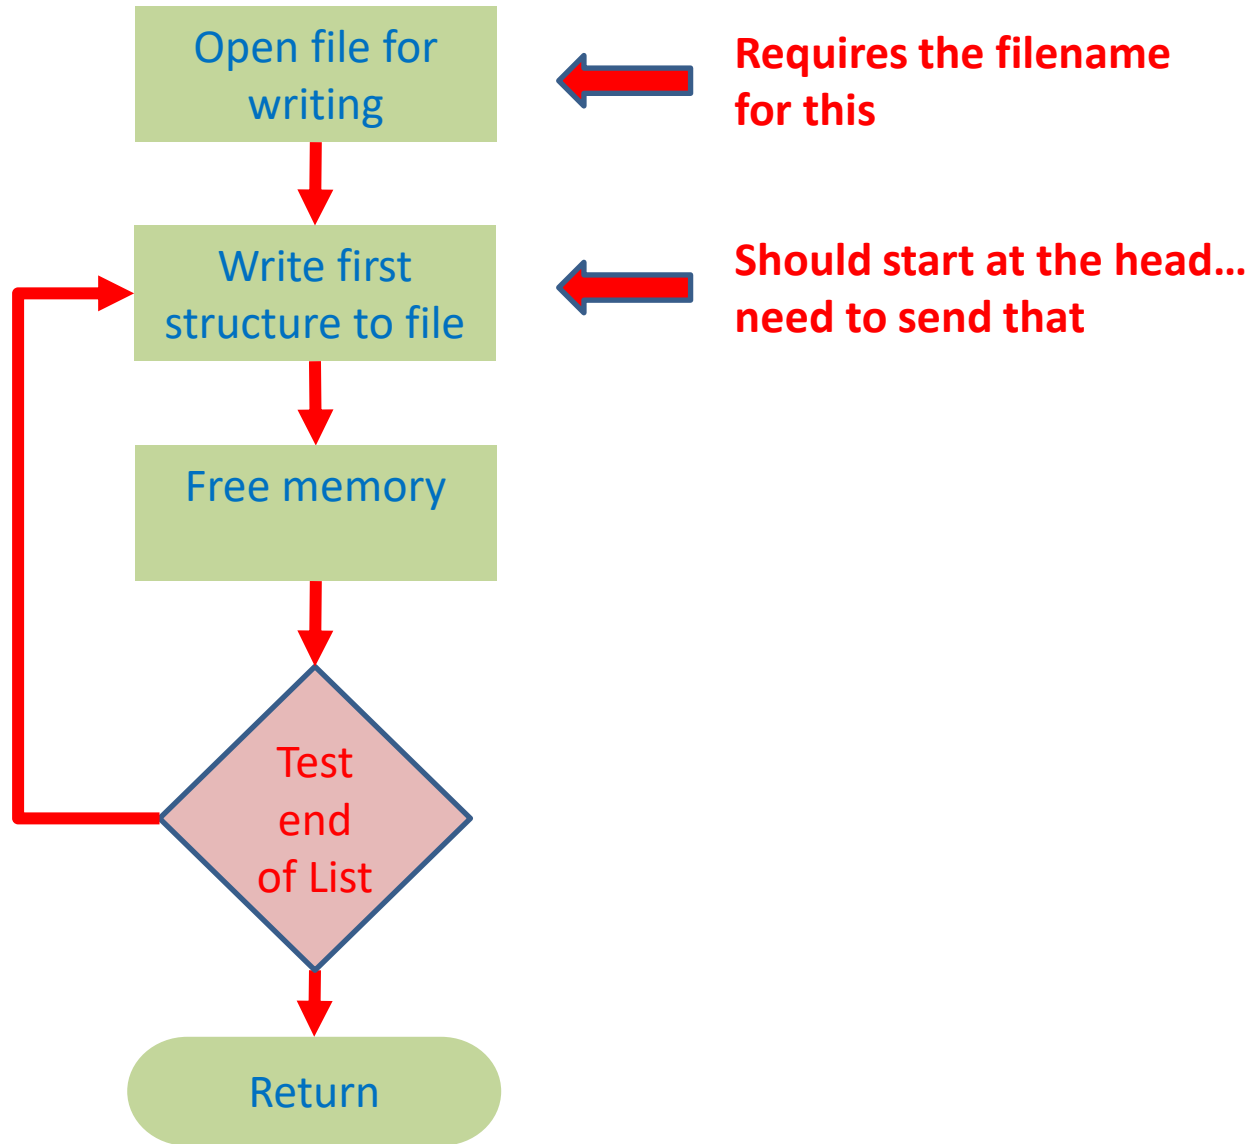 Open file for
writing
Requires the filename
for this
Write first
structure to file
Should start at the head…
need to send that
Free memory
Test
end
of List
Return